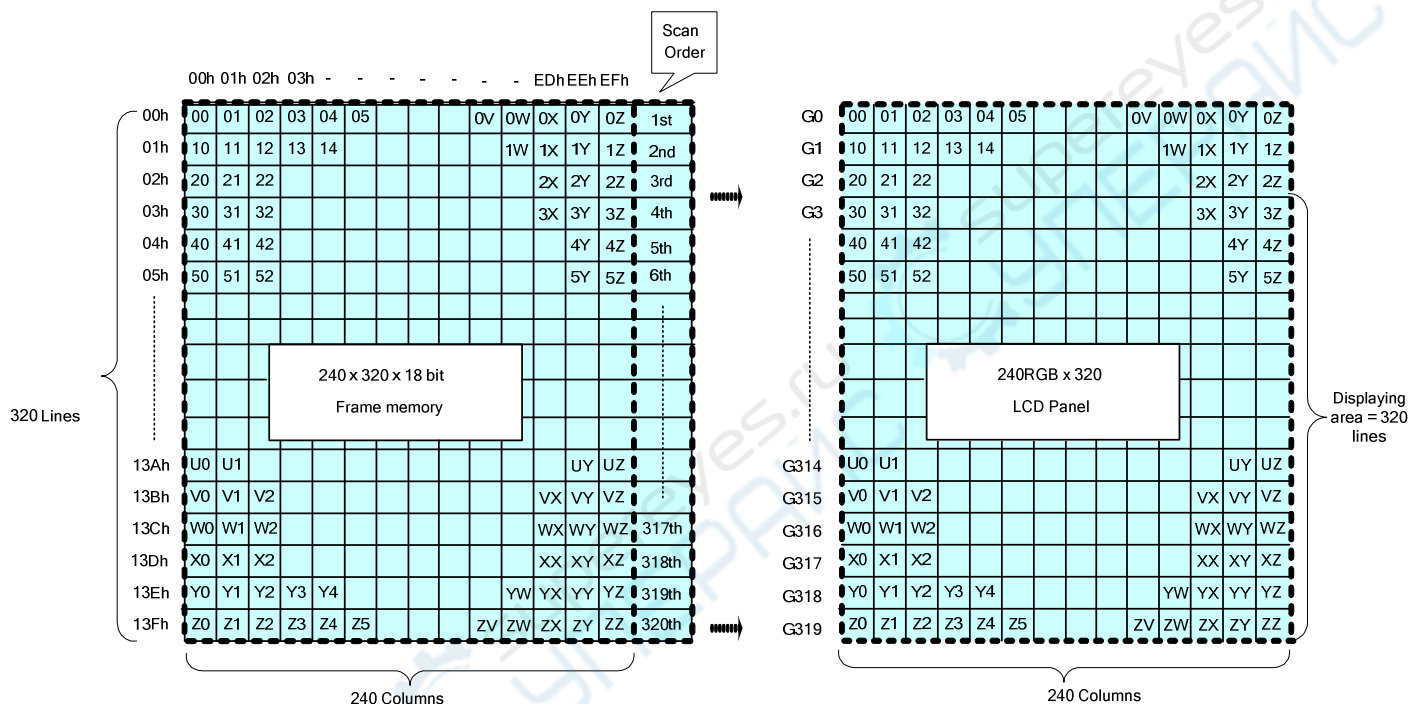 Scan
Order
00h 01h 02h 03h - - - - - - - EDh EEh EFh
00h 00 01 02 03 04 05 0V 0W 0X 0Y 0Z 1st
01h 10 11 12 13 14 1W 1X 1Y 1Z 2nd
02h 20 21 22 2X 2Y 2Z 3rd
03h 30 31 32 3X 3Y 3Z 4th
04h 40 41 42 4Y 4Z 5th
05h 50 51 52 5Y 5Z 6th
240 x 320 x 18 bit
Frame memory
320 Lines
13Ah U0 U1 UY UZ
13Bh V0 V1 V2 VX VY VZ
13Ch W0 W1 W2 WX WY WZ 317th
13Dh X0 X1 X2 XX XY XZ 318th
13Eh Y0 Y1 Y2 Y3 Y4 YW YX YY YZ 319th
13Fh Z0 Z1 Z2 Z3 Z4 Z5 ZV ZW ZX ZY ZZ 320th
240 Columns
G0 00 01 02 03 04 05 0V 0W 0X 0Y 0Z
G1 10 11 12 13 14 1W 1X 1Y 1Z
G2 20 21 22 2X 2Y 2Z
G3 30 31 32 3X 3Y 3Z
40 41 42 4Y 4Z
50 51 52 5Y 5Z
240RGB x 320
LCD Panel
Displaying
area = 320
lines
G314 U0 U1 UY UZ
G315 V0 V1 V2 VX VY VZ
G316 W0 W1 W2 WX WY WZ
G317 X0 X1 X2 XX XY XZ
G318 Y0 Y1 Y2 Y3 Y4 YW YX YY YZ
G319 Z0 Z1 Z2 Z3 Z4 Z5 ZV ZW ZX ZY ZZ
240 Columns
supereyes.ru
СУПЕРАЙС